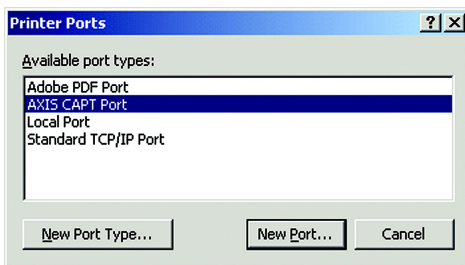 Printer Ports
Available port types:
Adobe PDF Port
AXIS CAPT Port
Local Port
Standard TCP/IP Port
New Port Type... New Port... Cancel